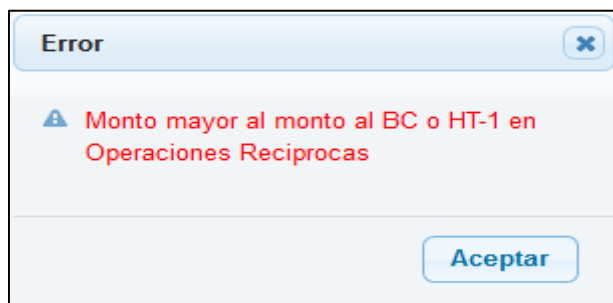 Error
Monto mayor al monto al BC o HT-1 en
Operaciones Reciprocas
Aceptar